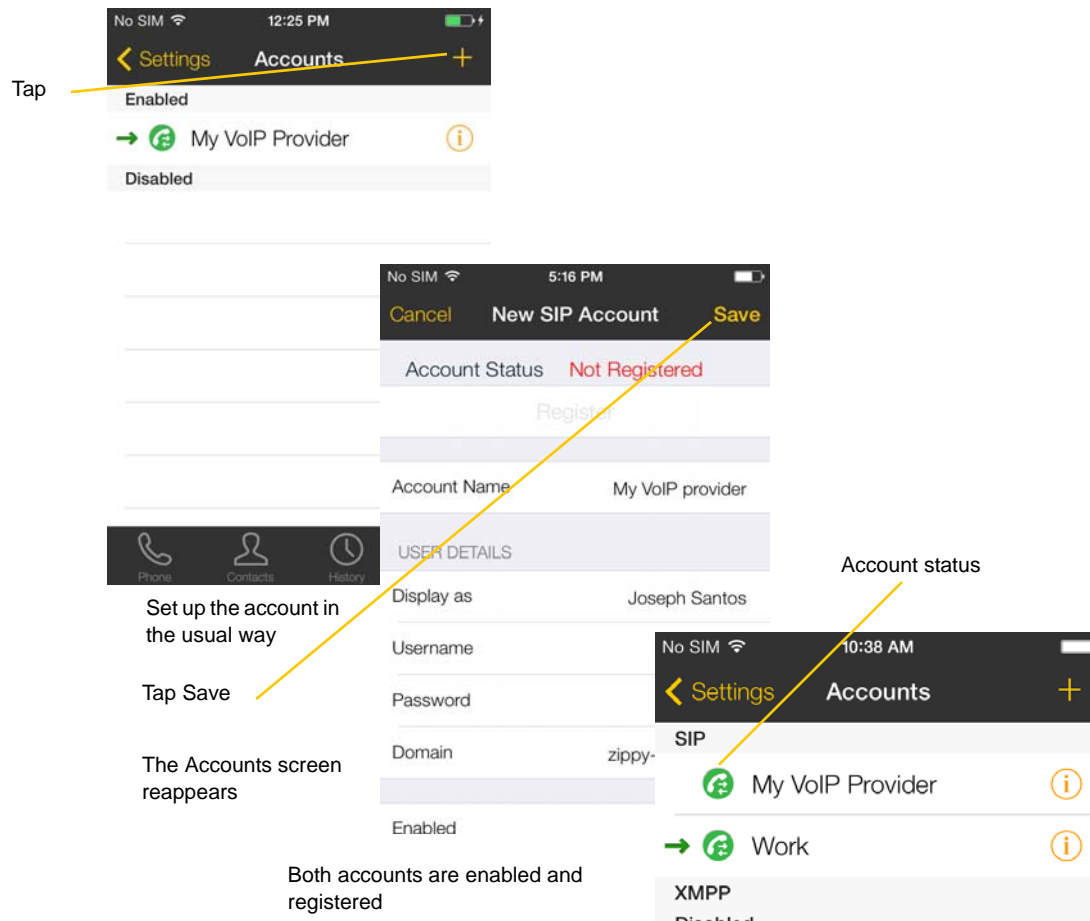 No SIM 12:25 PM
Settings Accounts +
Tap
Enabled
My VoIP Provider i
Disabled
Phone Contacts History
Set up the account in
the usual way
Tap Save
The Accounts screen
reappears
No SIM 5:16 PM
Cancel New SIP Account Save
Account Status Not Registered
Register
Account Name My VoIP provider
USER DETAILS
Display as Joseph Santos
Username
Password
Domain zippy-
Enabled
Both accounts are enabled and
registered
Account status
No SIM 10:38 AM
Settings Accounts +
SIP
My VoIP Provider i
Work i
XMPP
Disabled